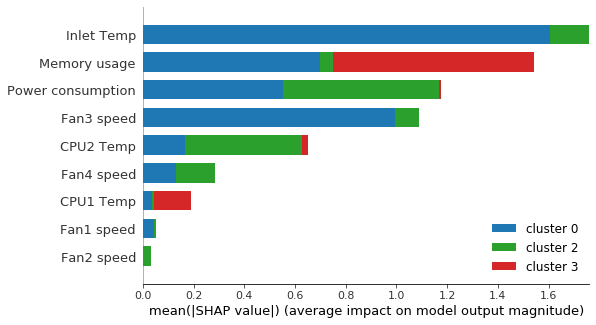 Inlet Temp
Memory usage
Power consumption
Fan3 speed
CPU2 Temp
Fan4 speed
CPU1 Temp
Fan1 speed
Fan2 speed
cluster 0
cluster 2
cluster 3
0.0 0.2 0.4 0.6 0.8 1.0 1.2 1.4 1.6
mean(|SHAP value|) (average impact on model output magnitude)